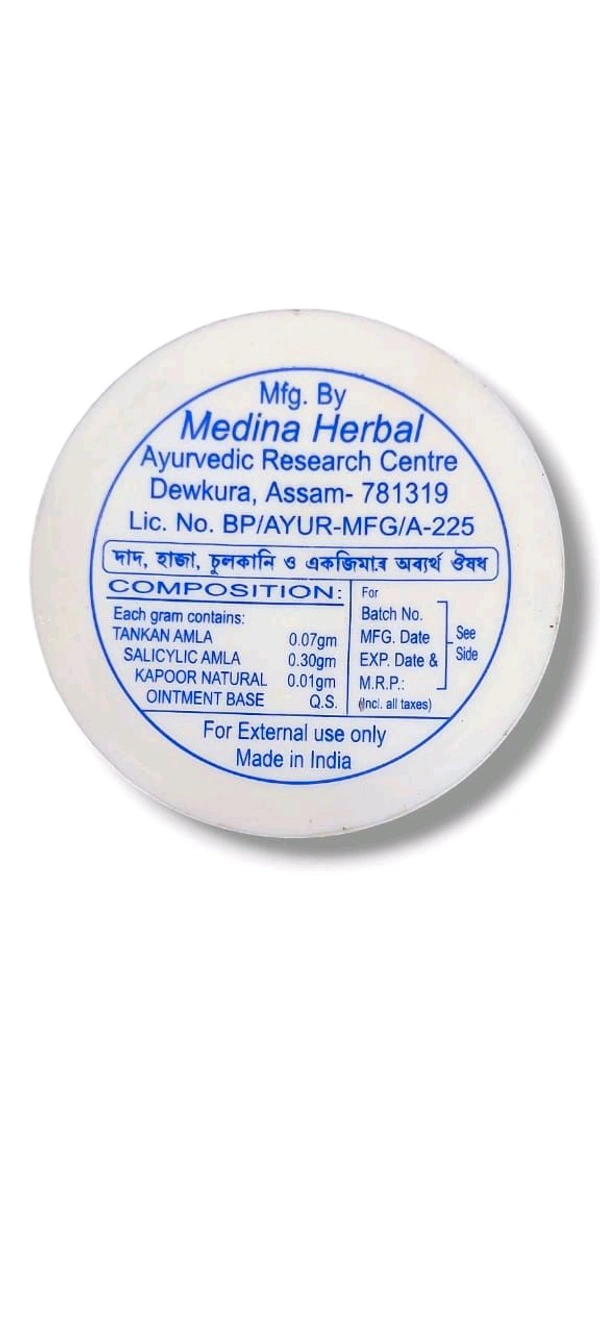 Mfg. By
Medina Herbal
Ayurvedic Research Centre
Dewkura, Assam- 781319
Lic. No. BP/AYUR-MFG/A-225
দাদ, হাজা, চুলকানি ও একজিমার অব্যর্থ ঔষধ
COMPOSITION:
Each gram contains:
TANKAN AMLA 0.07gm
SALICYLIC AMLA 0.30gm
KAPOOR NATURAL 0.01gm
OINTMENT BASE Q.S.
For
Batch No.
MFG. Date
EXP. Date &
M.R.P.:
(Incl. all taxes)
See
Side
For External use only
Made in India